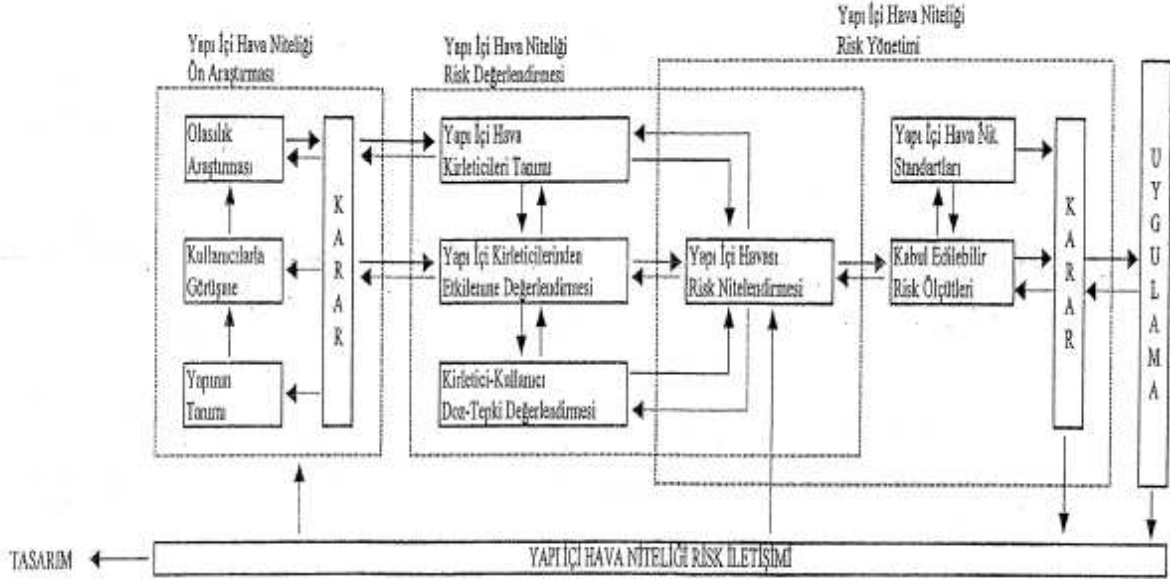 Yapı İçi Hava Niteliği
Ön Araştırması
Yapı İçi Hava Niteliği
Risk Değerlendirmesi
Yapı İçi Hava Niteliği
Risk Yönetimi
Olasılık
Araştırması
Kullanıcılarla
Görüşme
Yapının
Tanımı
KARAR
Yapı İçi Hava
Kirleticileri Tanımı
Yapı İçi Kirleticilerinden
Etkilenme Değerlendirmesi
Kirletici-Kullanıcı
Doz-Tepki Değerlendirmesi
Yapı İçi Havası
Risk Nitelendirmesi
Yapı İçi Hava Nit.
Standartları
Kabul Edilebilir
Risk Ölçütleri
KARAR
UYGULAMA
TASARIM
YAPI İÇİ HAVA NİTELİĞİ RİSK İLETİŞİMİ